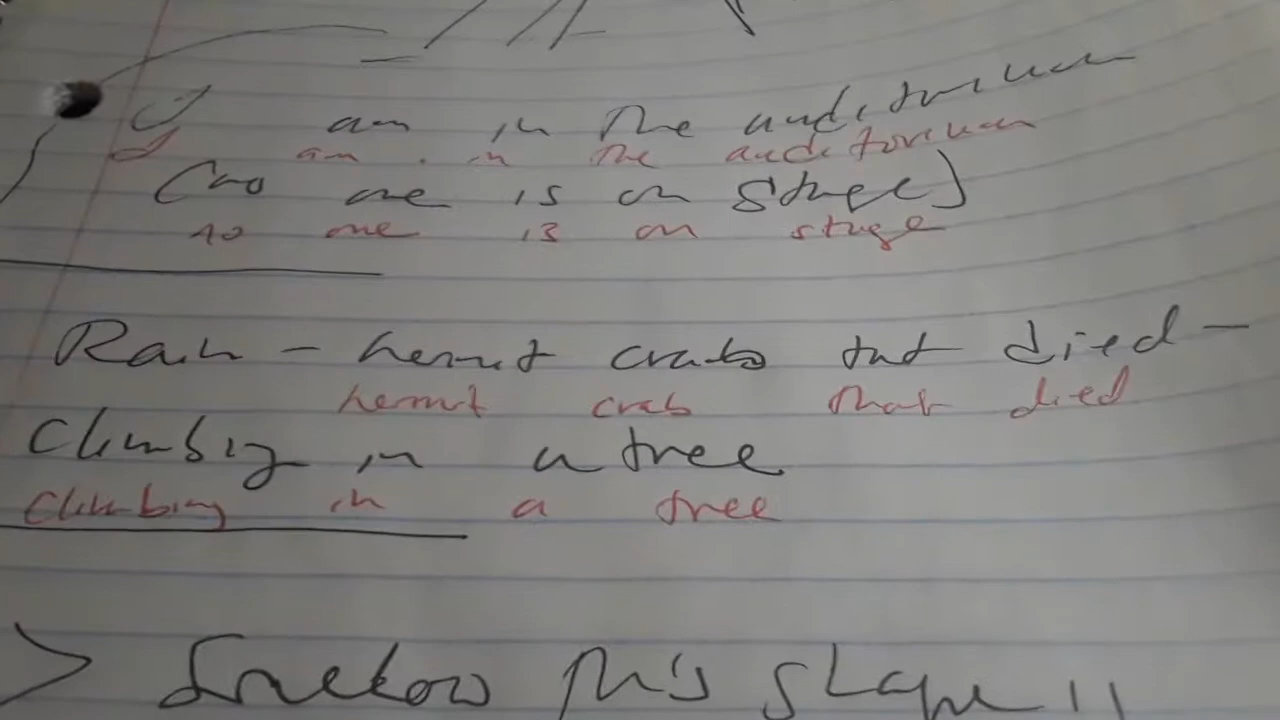 I am in the auditorium
I am in the auditorium
(no one is on stage)
no one is on stage
Rain - hermit crabs that died -
hermit crab that died
Climbing in a tree
Climbing in a tree
> this